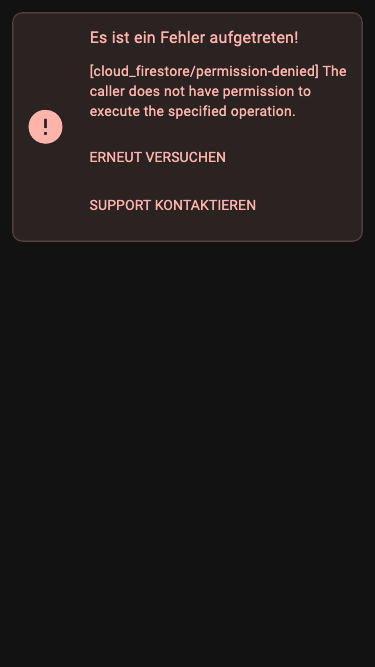 Es ist ein Fehler aufgetreten!
[cloud_firestore/permission-denied] The
caller does not have permission to
execute the specified operation.
ERNEUT VERSUCHEN
SUPPORT KONTAKTIEREN